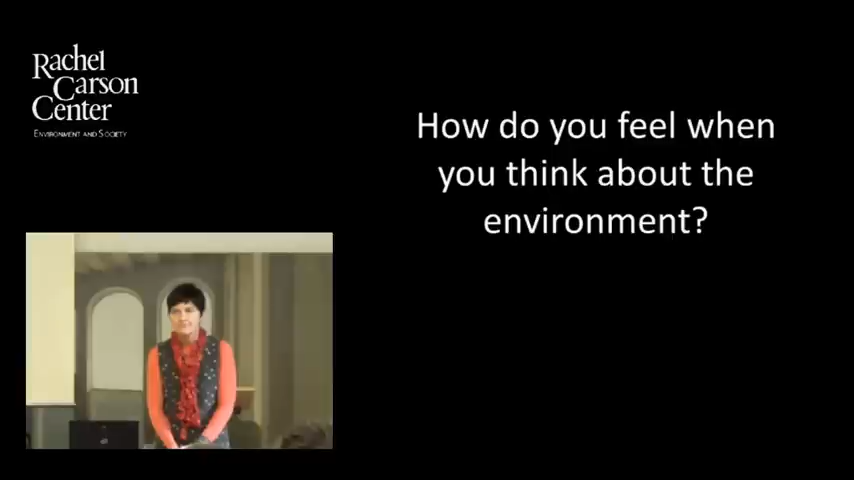 Rachel
Carson
Center
ENVIRONMENT AND SOCIETY
How do you feel when
you think about the
environment?